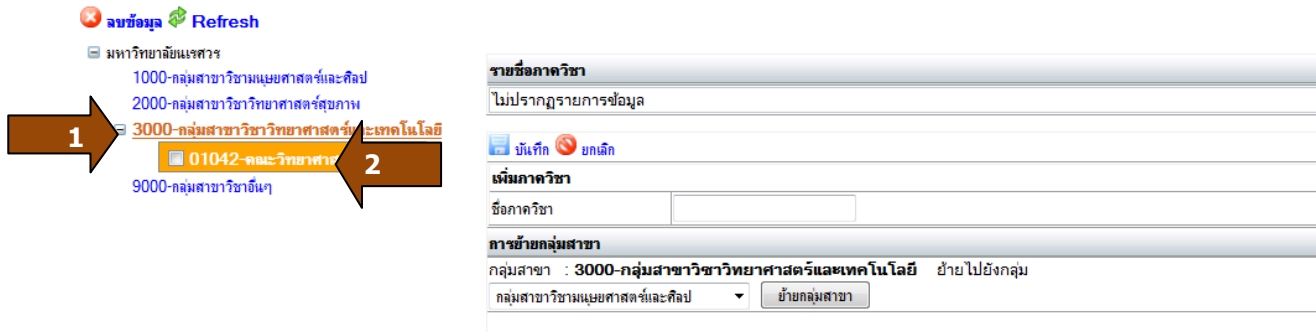 ลบข้อมูล Refresh
มหาวิทยาลัยนเรศวร
1000-กลุ่มสาขาวิชามนุษยศาสตร์และศิลป
2000-กลุ่มสาขาวิชาวิทยาศาสตร์สุขภาพ
1
3000-กลุ่มสาขาวิชาวิทยาศาสตร์และเทคโนโลยี
01042-คณะวิทยาศา
2
9000-กลุ่มสาขาวิชาอื่นๆ
รายชื่อภาควิชา
ไม่ปรากฏรายการข้อมูล
บันทึก ยกเลิก
เพิ่มภาควิชา
ชื่อภาควิชา
การย้ายกลุ่มสาขา
กลุ่มสาขา : 3000-กลุ่มสาขาวิชาวิทยาศาสตร์และเทคโนโลยี ย้ายไปยังกลุ่ม
กลุ่มสาขาวิชามนุษยศาสตร์และศิลป ย้ายกลุ่มสาขา